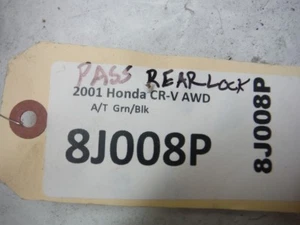 PASS REAR LOCK
2001 Honda CR-V AWD
A/T Grn/Blk
8J008P
8J008P